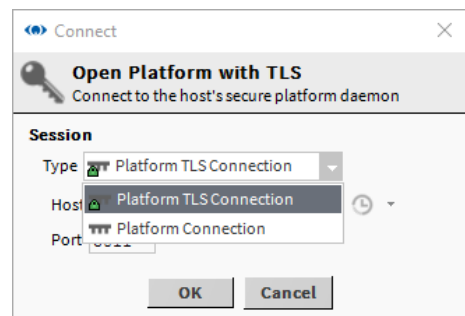 Connect
Open Platform with TLS
Connect to the host's secure platform daemon
Session
Type Platform TLS Connection
Platform TLS Connection
Host
Platform Connection
Port
OK Cancel